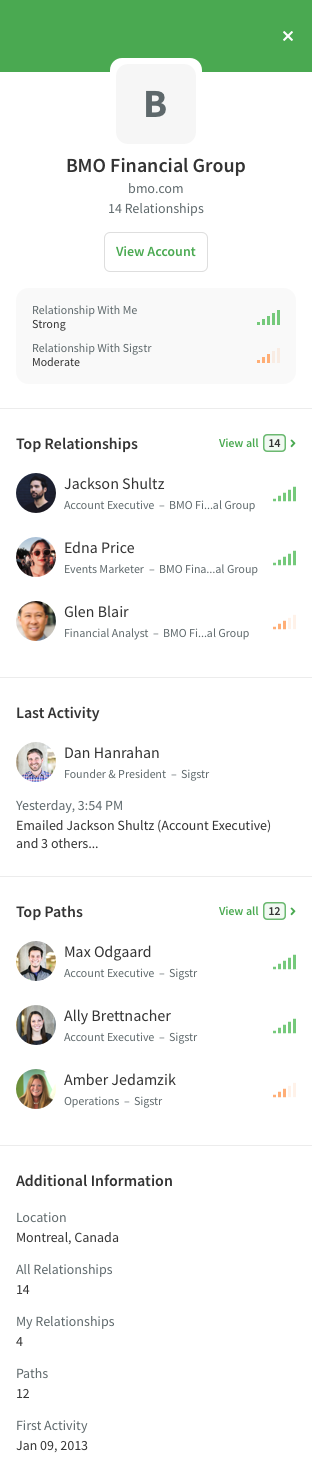 ×
B
BMO Financial Group
bmo.com
14 Relationships
View Account
Relationship With Me
Strong
Relationship With Sigstr
Moderate
Top Relationships
View all 14 >
Jackson Shultz
Account Executive – BMO Fi...al Group
Edna Price
Events Marketer – BMO Fina...al Group
Glen Blair
Financial Analyst – BMO Fi...al Group
Last Activity
Dan Hanrahan
Founder & President – Sigstr
Yesterday, 3:54 PM
Emailed Jackson Shultz (Account Executive)
and 3 others...
Top Paths
View all 12 >
Max Odgaard
Account Executive – Sigstr
Ally Brettnacher
Account Executive – Sigstr
Amber Jedamzik
Operations – Sigstr
Additional Information
Location
Montreal, Canada
All Relationships
14
My Relationships
4
Paths
12
First Activity
Jan 09, 2013